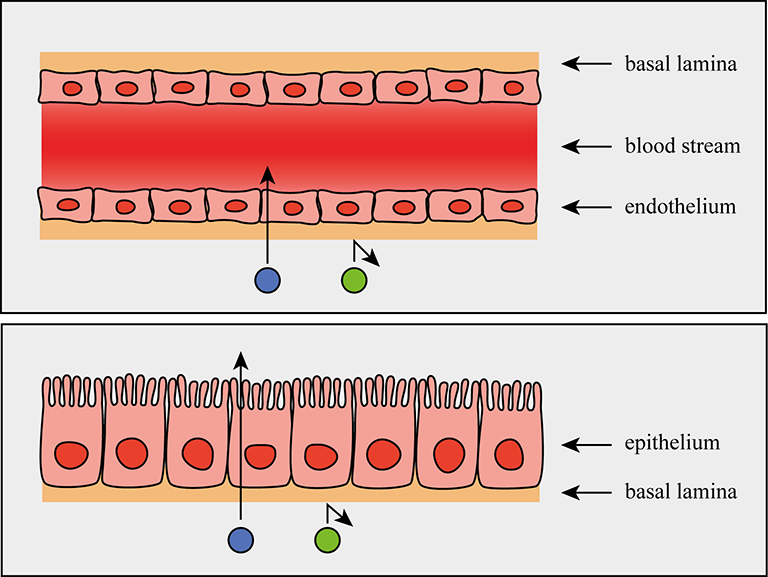 basal lamina
blood stream
endothelium
epithelium
basal lamina